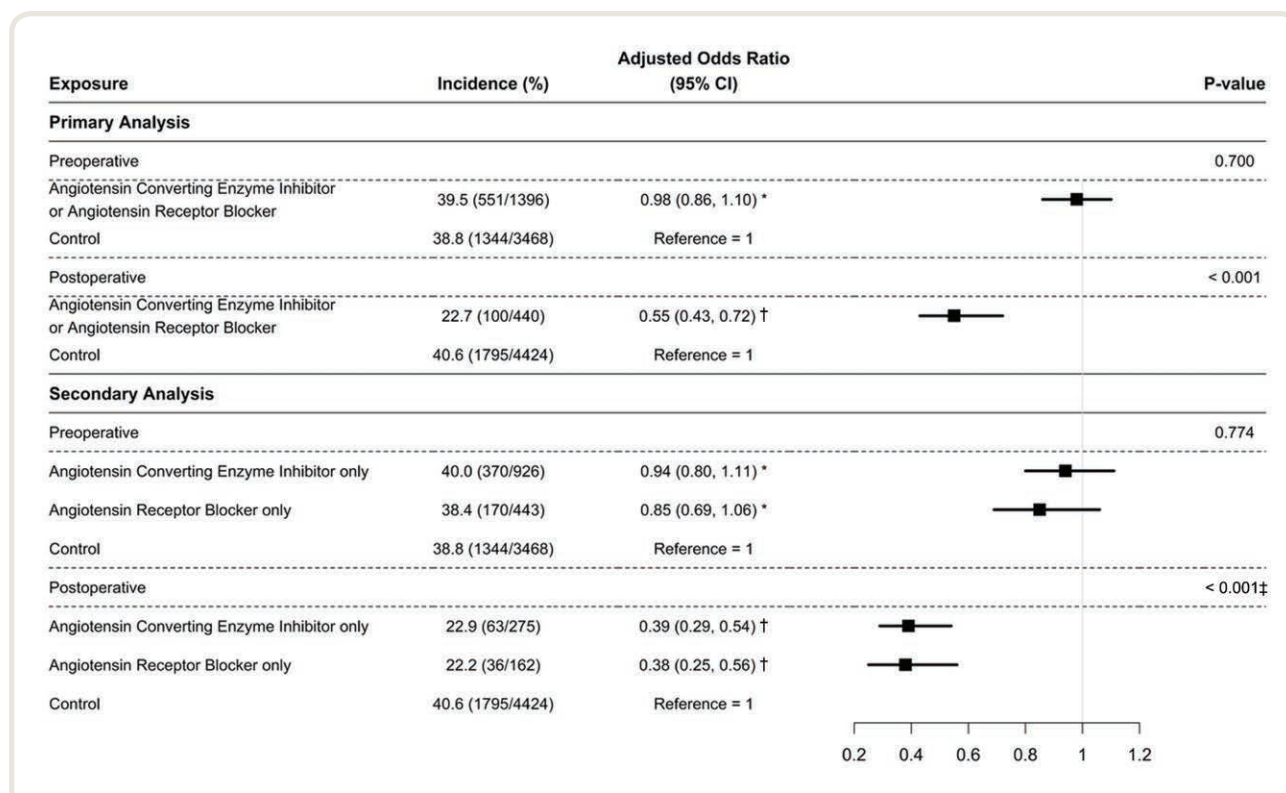 Adjusted Odds Ratio
Exposure Incidence (%) (95% CI) P-value
Primary Analysis
Preoperative 0.700
Angiotensin Converting Enzyme Inhibitor
or Angiotensin Receptor Blocker 39.5 (551/1396) 0.98 (0.86, 1.10) *
Control 38.8 (1344/3468) Reference = 1
Postoperative < 0.001
Angiotensin Converting Enzyme Inhibitor
or Angiotensin Receptor Blocker 22.7 (100/440) 0.55 (0.43, 0.72) †
Control 40.6 (1795/4424) Reference = 1
Secondary Analysis
Preoperative 0.774
Angiotensin Converting Enzyme Inhibitor only 40.0 (370/926) 0.94 (0.80, 1.11) *
Angiotensin Receptor Blocker only 38.4 (170/443) 0.85 (0.69, 1.06) *
Control 38.8 (1344/3468) Reference = 1
Postoperative < 0.001‡
Angiotensin Converting Enzyme Inhibitor only 22.9 (63/275) 0.39 (0.29, 0.54) †
Angiotensin Receptor Blocker only 22.2 (36/162) 0.38 (0.25, 0.56) †
Control 40.6 (1795/4424) Reference = 1
0.2 0.4 0.6 0.8 1 1.2